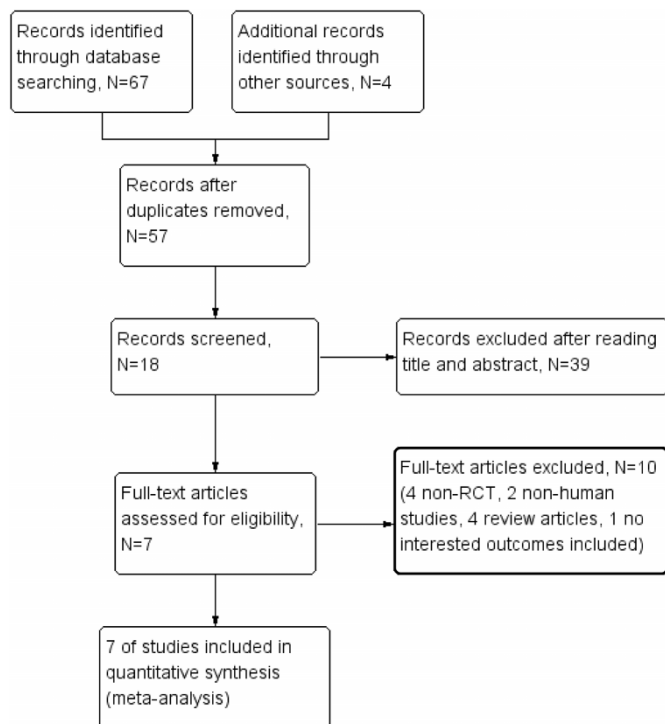 Records identified
through database
searching, N=67
Additional records
identified through
other sources, N=4
Records after
duplicates removed,
N=57
Records screened,
N=18
Records excluded after reading
title and abstract, N=39
Full-text articles
assessed for eligibility,
N=7
Full-text articles excluded, N=10
(4 non-RCT, 2 non-human
studies, 4 review articles, 1 no
interested outcomes included)
7 of studies included in
quantitative synthesis
(meta-analysis)